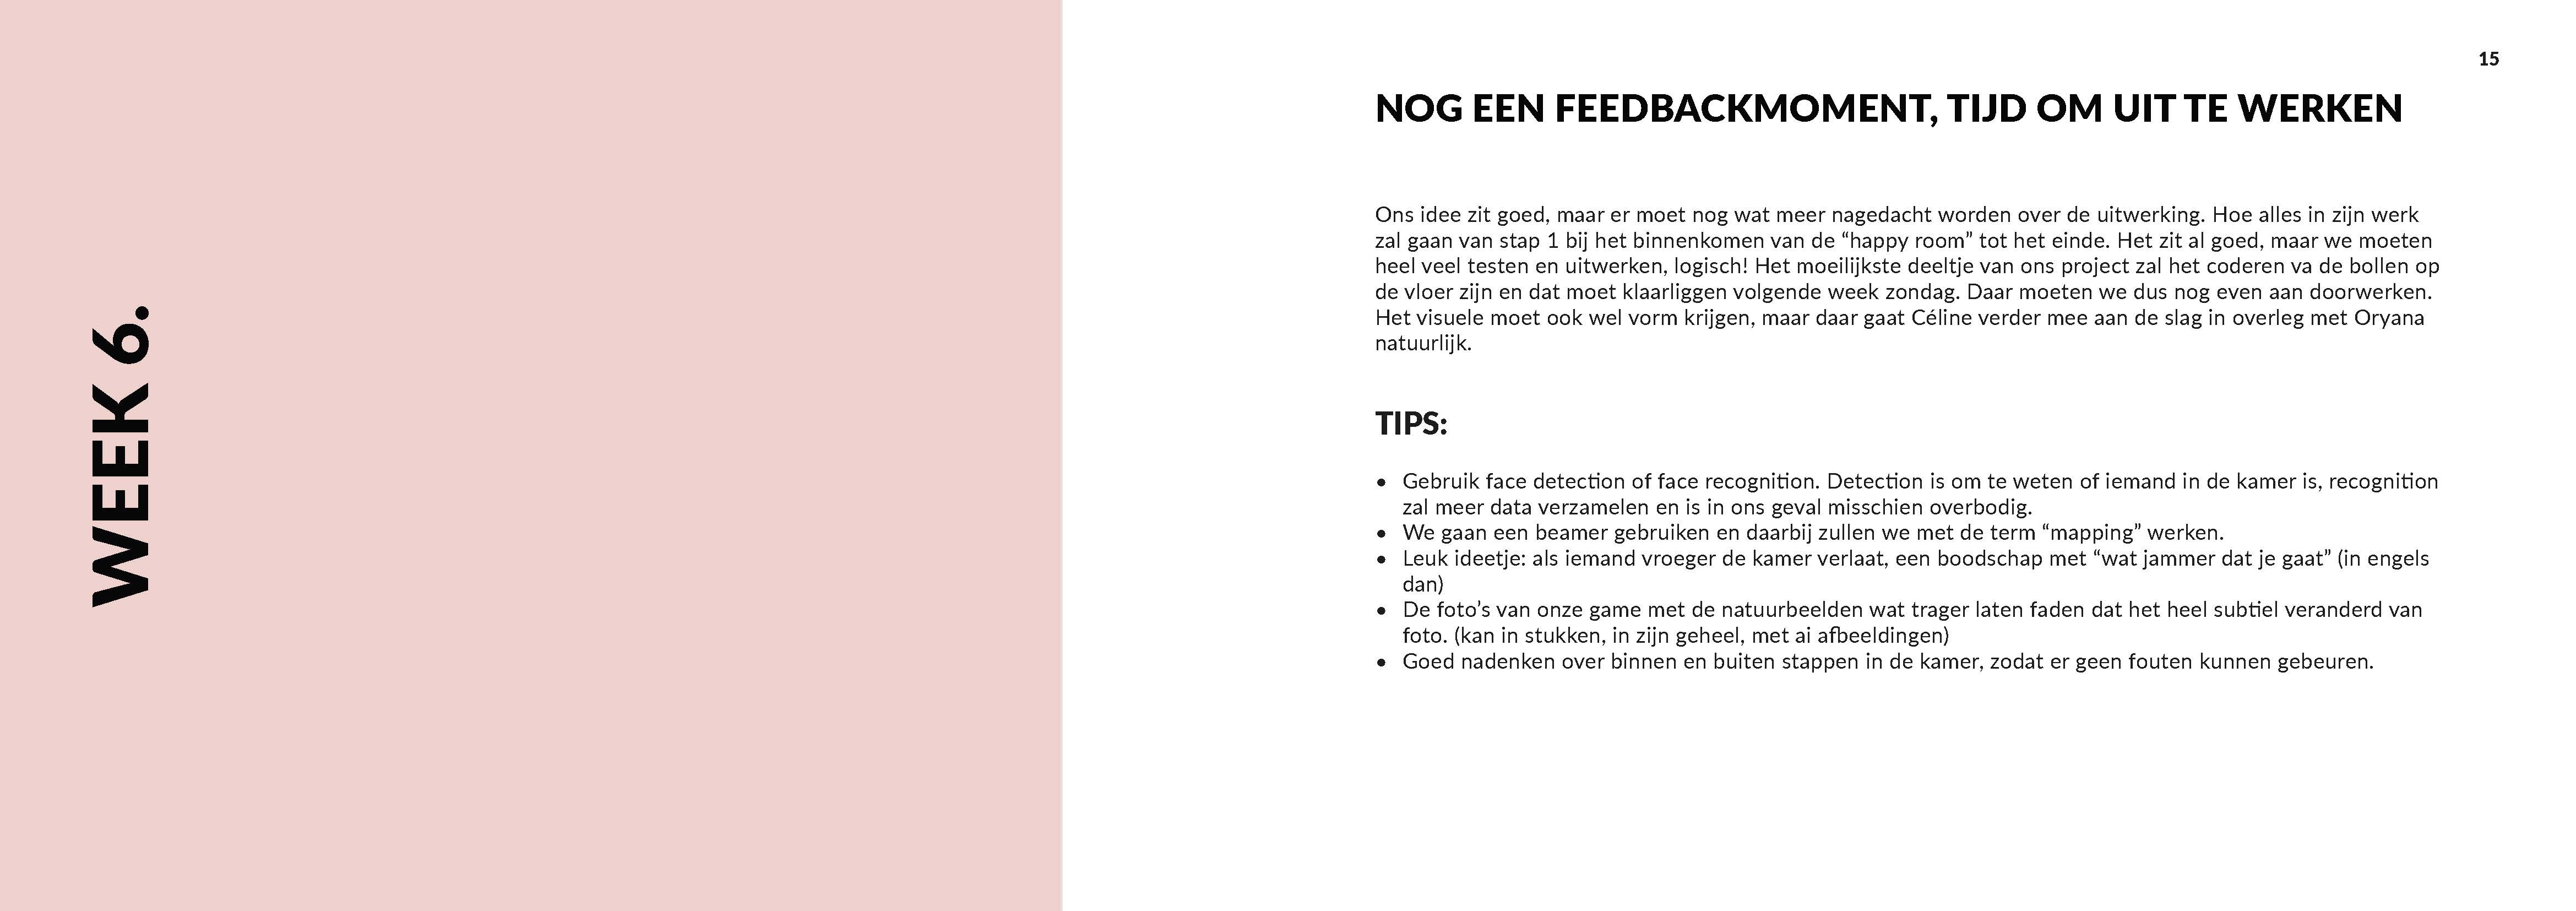 WEEK 6.
15
NOG EEN FEEDBACKMOMENT, TIJD OM UIT TE WERKEN
Ons idee zit goed, maar er moet nog wat meer nagedacht worden over de uitwerking. Hoe alles in zijn werk
zal gaan van stap 1 bij het binnenkomen van de “happy room” tot het einde. Het zit al goed, maar we moeten
heel veel testen en uitwerken, logisch! Het moeilijkste deeltje van ons project zal het coderen va de bollen op
de vloer zijn en dat moet klaarliggen volgende week zondag. Daar moeten we dus nog even aan doorwerken.
Het visuele moet ook wel vorm krijgen, maar daar gaat Céline verder mee aan de slag in overleg met Oryana
natuurlijk.
TIPS:
• Gebruik face detection of face recognition. Detection is om te weten of iemand in de kamer is, recognition
zal meer data verzamelen en is in ons geval misschien overbodig.
• We gaan een beamer gebruiken en daarbij zullen we met de term “mapping” werken.
• Leuk ideetje: als iemand vroeger de kamer verlaat, een boodschap met “wat jammer dat je gaat” (in engels
dan)
• De foto’s van onze game met de natuurbeelden wat trager laten faden dat het heel subtiel veranderd van
foto. (kan in stukken, in zijn geheel, met ai afbeeldingen)
• Goed nadenken over binnen en buiten stappen in de kamer, zodat er geen fouten kunnen gebeuren.